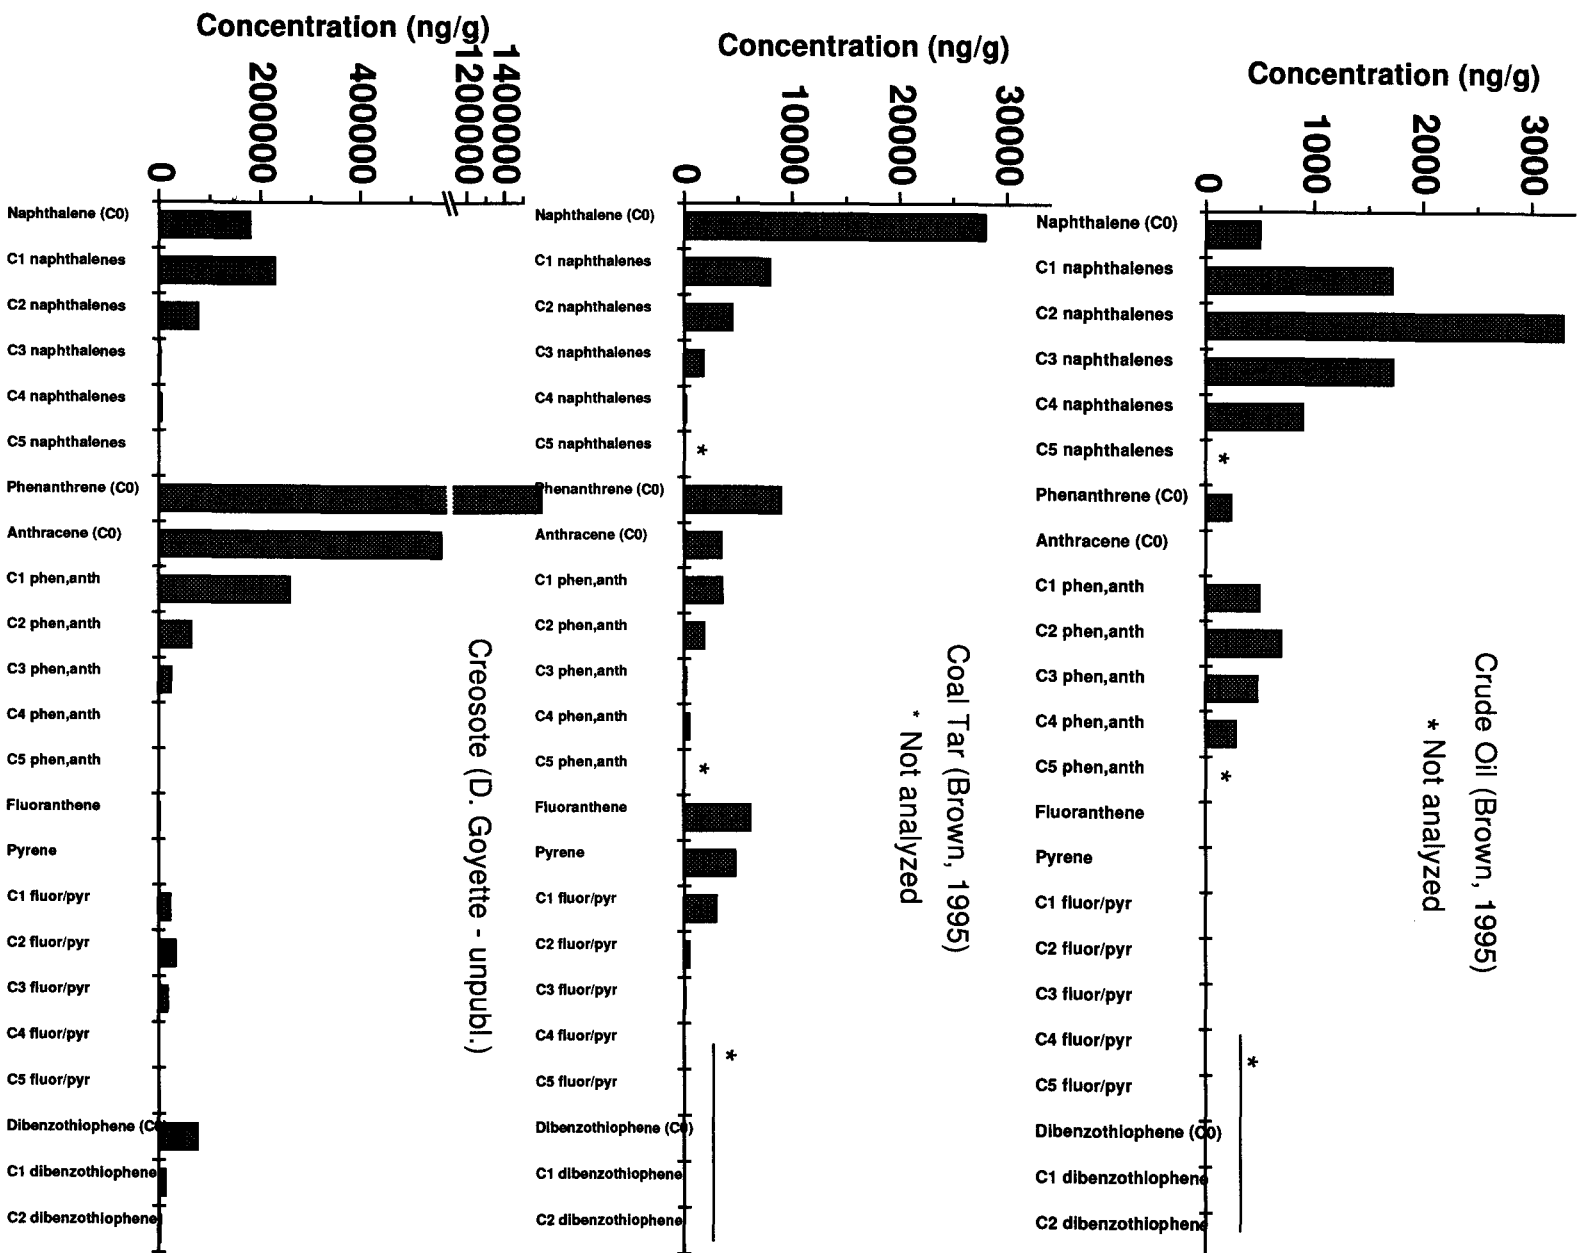 Concentration (ng/g)
0
200000
400000
1200000
1400000
Naphthalene (C0)
C1 naphthalenes
C2 naphthalenes
C3 naphthalenes
C4 naphthalenes
C5 naphthalenes
Phenanthrene (C0)
Anthracene (C0)
C1 phen,anth
C2 phen,anth
C3 phen,anth
C4 phen,anth
C5 phen,anth
Fluoranthene
Pyrene
C1 fluor/pyr
C2 fluor/pyr
C3 fluor/pyr
C4 fluor/pyr
C5 fluor/pyr
Dibenzothiophene (C0)
C1 dibenzothiophene
C2 dibenzothiophene
Creosote (D. Goyette - unpubl.)
Concentration (ng/g)
0
10000
20000
30000
Naphthalene (C0)
C1 naphthalenes
C2 naphthalenes
C3 naphthalenes
C4 naphthalenes
C5 naphthalenes
*
Phenanthrene (C0)
Anthracene (C0)
C1 phen,anth
C2 phen,anth
C3 phen,anth
C4 phen,anth
C5 phen,anth
*
Fluoranthene
Pyrene
C1 fluor/pyr
C2 fluor/pyr
C3 fluor/pyr
C4 fluor/pyr
*
C5 fluor/pyr
Dibenzothiophene (C0)
C1 dibenzothiophene
C2 dibenzothiophene
Coal Tar (Brown, 1995)
* Not analyzed
Concentration (ng/g)
0
1000
2000
3000
Naphthalene (C0)
C1 naphthalenes
C2 naphthalenes
C3 naphthalenes
C4 naphthalenes
C5 naphthalenes
*
Phenanthrene (C0)
Anthracene (C0)
C1 phen,anth
C2 phen,anth
C3 phen,anth
C4 phen,anth
C5 phen,anth
*
Fluoranthene
Pyrene
C1 fluor/pyr
C2 fluor/pyr
C3 fluor/pyr
C4 fluor/pyr
*
C5 fluor/pyr
Dibenzothiophene (C0)
C1 dibenzothiophene
C2 dibenzothiophene
Crude Oil (Brown, 1995)
* Not analyzed